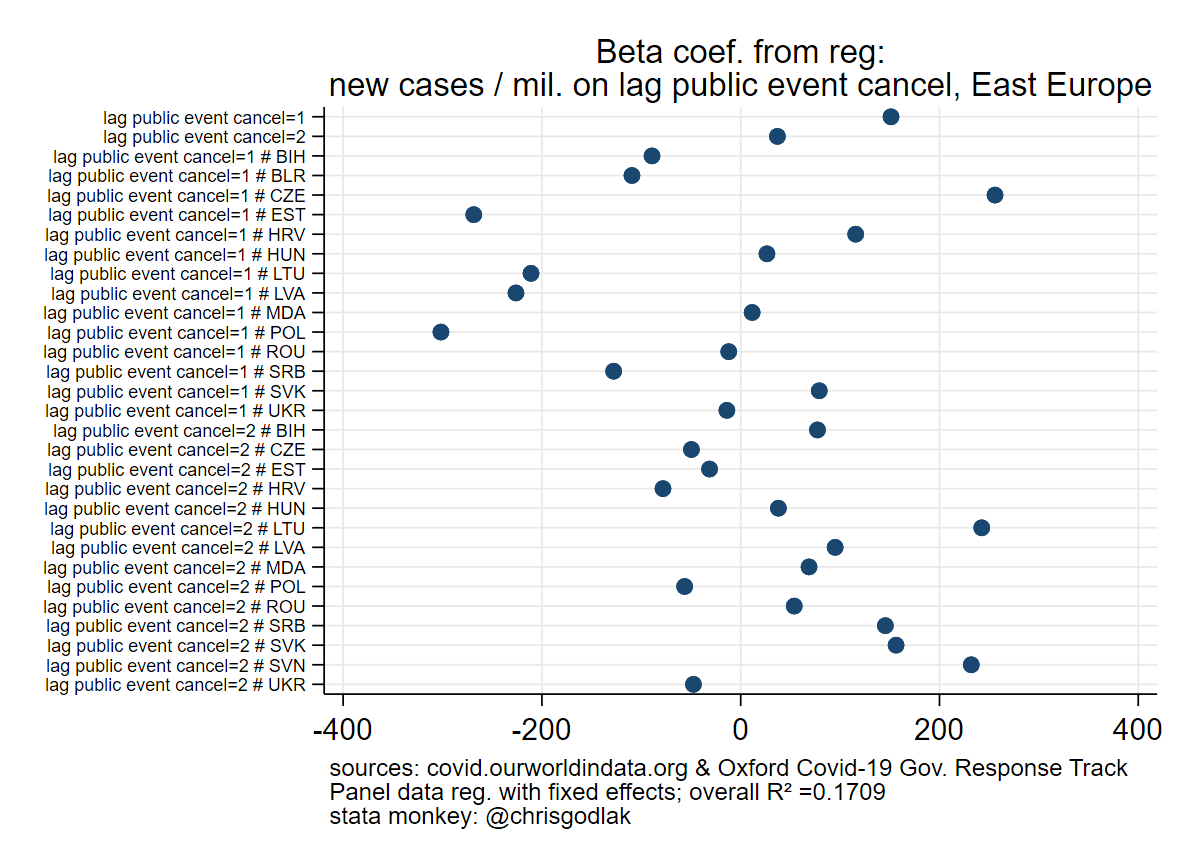 Beta coef. from reg:
new cases / mil. on lag public event cancel, East Europe
lag public event cancel=1
lag public event cancel=2
lag public event cancel=1 # BIH
lag public event cancel=1 # BLR
lag public event cancel=1 # CZE
lag public event cancel=1 # EST
lag public event cancel=1 # HRV
lag public event cancel=1 # HUN
lag public event cancel=1 # LTU
lag public event cancel=1 # LVA
lag public event cancel=1 # MDA
lag public event cancel=1 # POL
lag public event cancel=1 # ROU
lag public event cancel=1 # SRB
lag public event cancel=1 # SVK
lag public event cancel=1 # UKR
lag public event cancel=2 # BIH
lag public event cancel=2 # CZE
lag public event cancel=2 # EST
lag public event cancel=2 # HRV
lag public event cancel=2 # HUN
lag public event cancel=2 # LTU
lag public event cancel=2 # LVA
lag public event cancel=2 # MDA
lag public event cancel=2 # POL
lag public event cancel=2 # ROU
lag public event cancel=2 # SRB
lag public event cancel=2 # SVK
lag public event cancel=2 # SVN
lag public event cancel=2 # UKR
-400 -200 0 200 400
sources: covid.ourworldindata.org & Oxford Covid-19 Gov. Response Track
Panel data reg. with fixed effects; overall R² =0.1709
stata monkey: @chrisgodlak